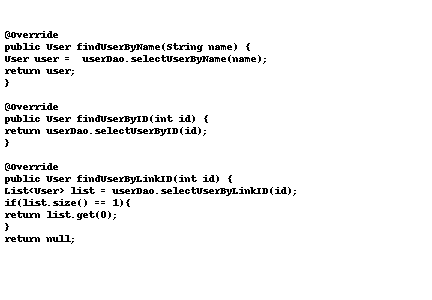 @Override
public User findUserByName(String name) {
User user =  userDao.selectUserByName(name);
return user;
}

@Override
public User findUserByID(int id) {
return userDao.selectUserByID(id);
}

@Override
public User findUserByLinkID(int id) {
List<User> list = userDao.selectUserByLinkID(id);
if(list.size() == 1){
return list.get(0);
}
return null;